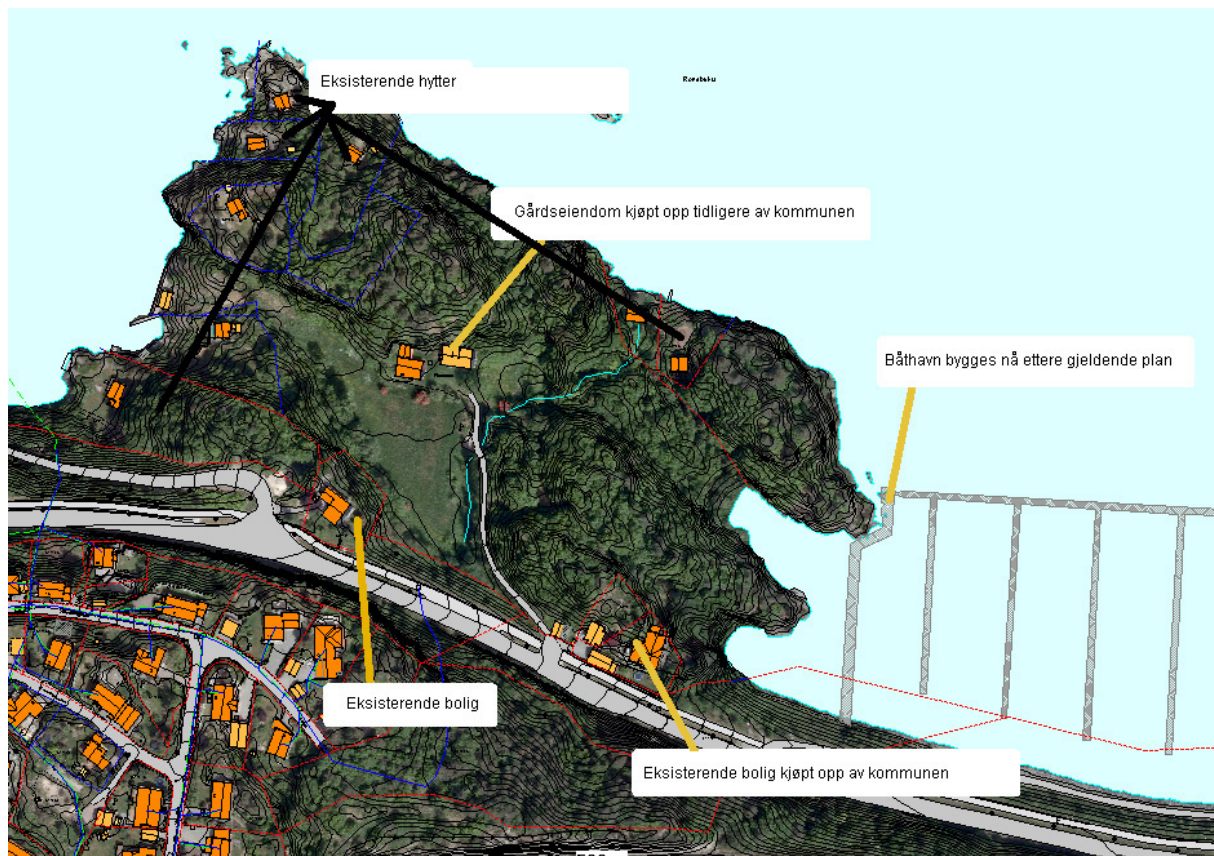 Eksisterende hytter
Gårdseiendom kjøpt opp tidligere av kommunen
Båthavn bygges nå ettere gjeldende plan
Eksisterende bolig
Eksisterende bolig kjøpt opp av kommunen